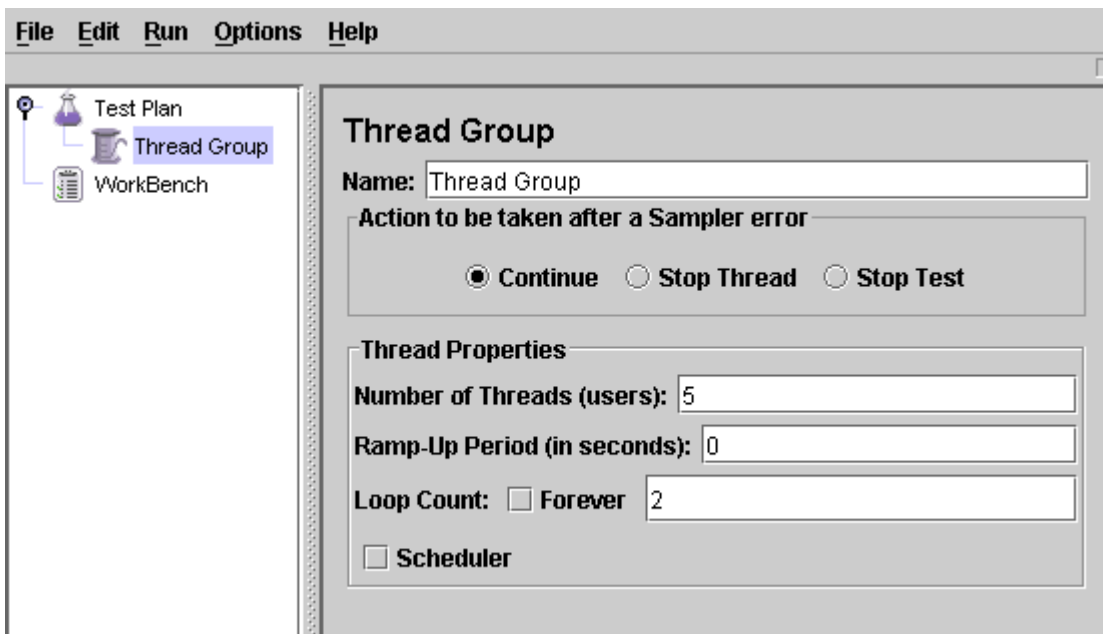 File Edit Run Options Help
Test Plan
Thread Group
WorkBench
Thread Group
Name: Thread Group
Action to be taken after a Sampler error
Continue Stop Thread Stop Test
Thread Properties
Number of Threads (users): 5
Ramp-Up Period (in seconds): 0
Loop Count: Forever 2
Scheduler